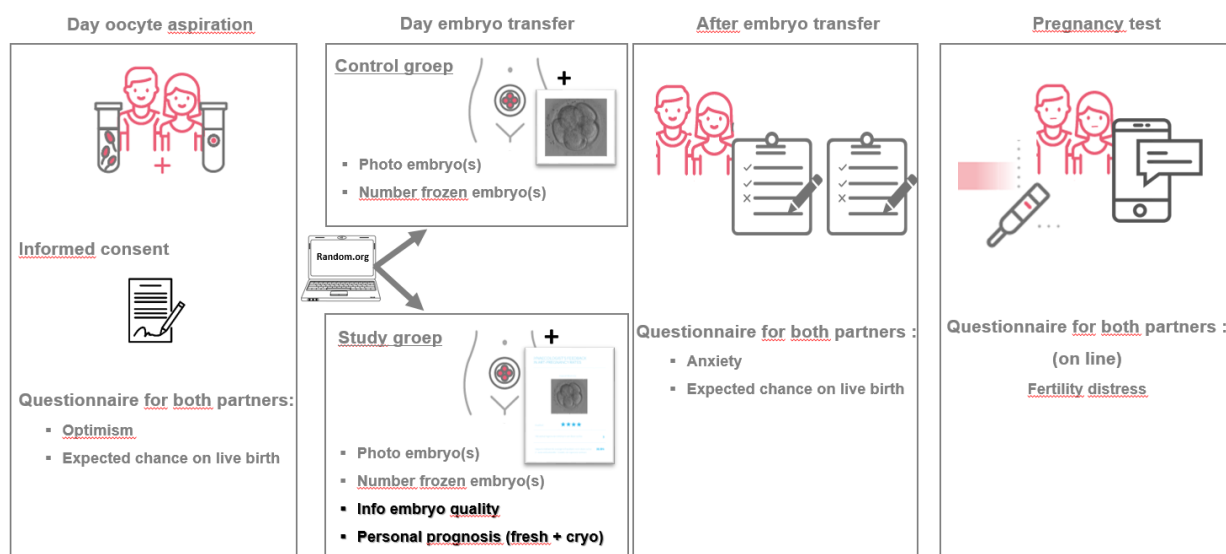 Day oocyte aspiration
Informed consent
Questionnaire for both partners:
▪ Optimism
▪ Expected chance on live birth
Day embryo transfer
Control groep
+
▪ Photo embryo(s)
▪ Number frozen embryo(s)
Random.org
Study groep
+
▪ Photo embryo(s)
▪ Number frozen embryo(s)
▪ Info embryo quality
▪ Personal prognosis (fresh + cryo)
After embryo transfer
Questionnaire for both partners :
▪ Anxiety
▪ Expected chance on live birth
Pregnancy test
Questionnaire for both partners :
(on line)
Fertility distress